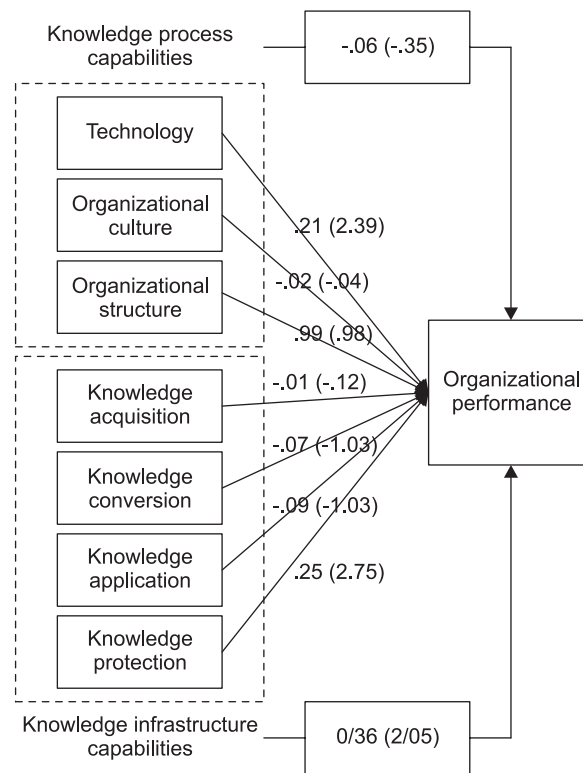 Knowledge process
capabilities
-.06 (-.35)
Technology
Organizational
culture
Organizational
structure
.21 (2.39)
-.02 (-.04)
.99 (.98)
-.01 (-.12)
-.07 (-1.03)
-.09 (-1.03)
.25 (2.75)
Organizational
performance
Knowledge
acquisition
Knowledge
conversion
Knowledge
application
Knowledge
protection
Knowledge infrastructure
capabilities
0/36 (2/05)